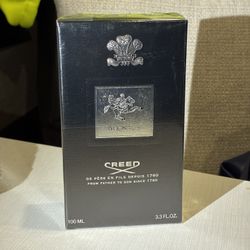 CREED
DE PÈRE EN FILS DEPUIS 1760
FROM FATHER TO SON SINCE 1760
100 ML 3.3 FL.OZ.